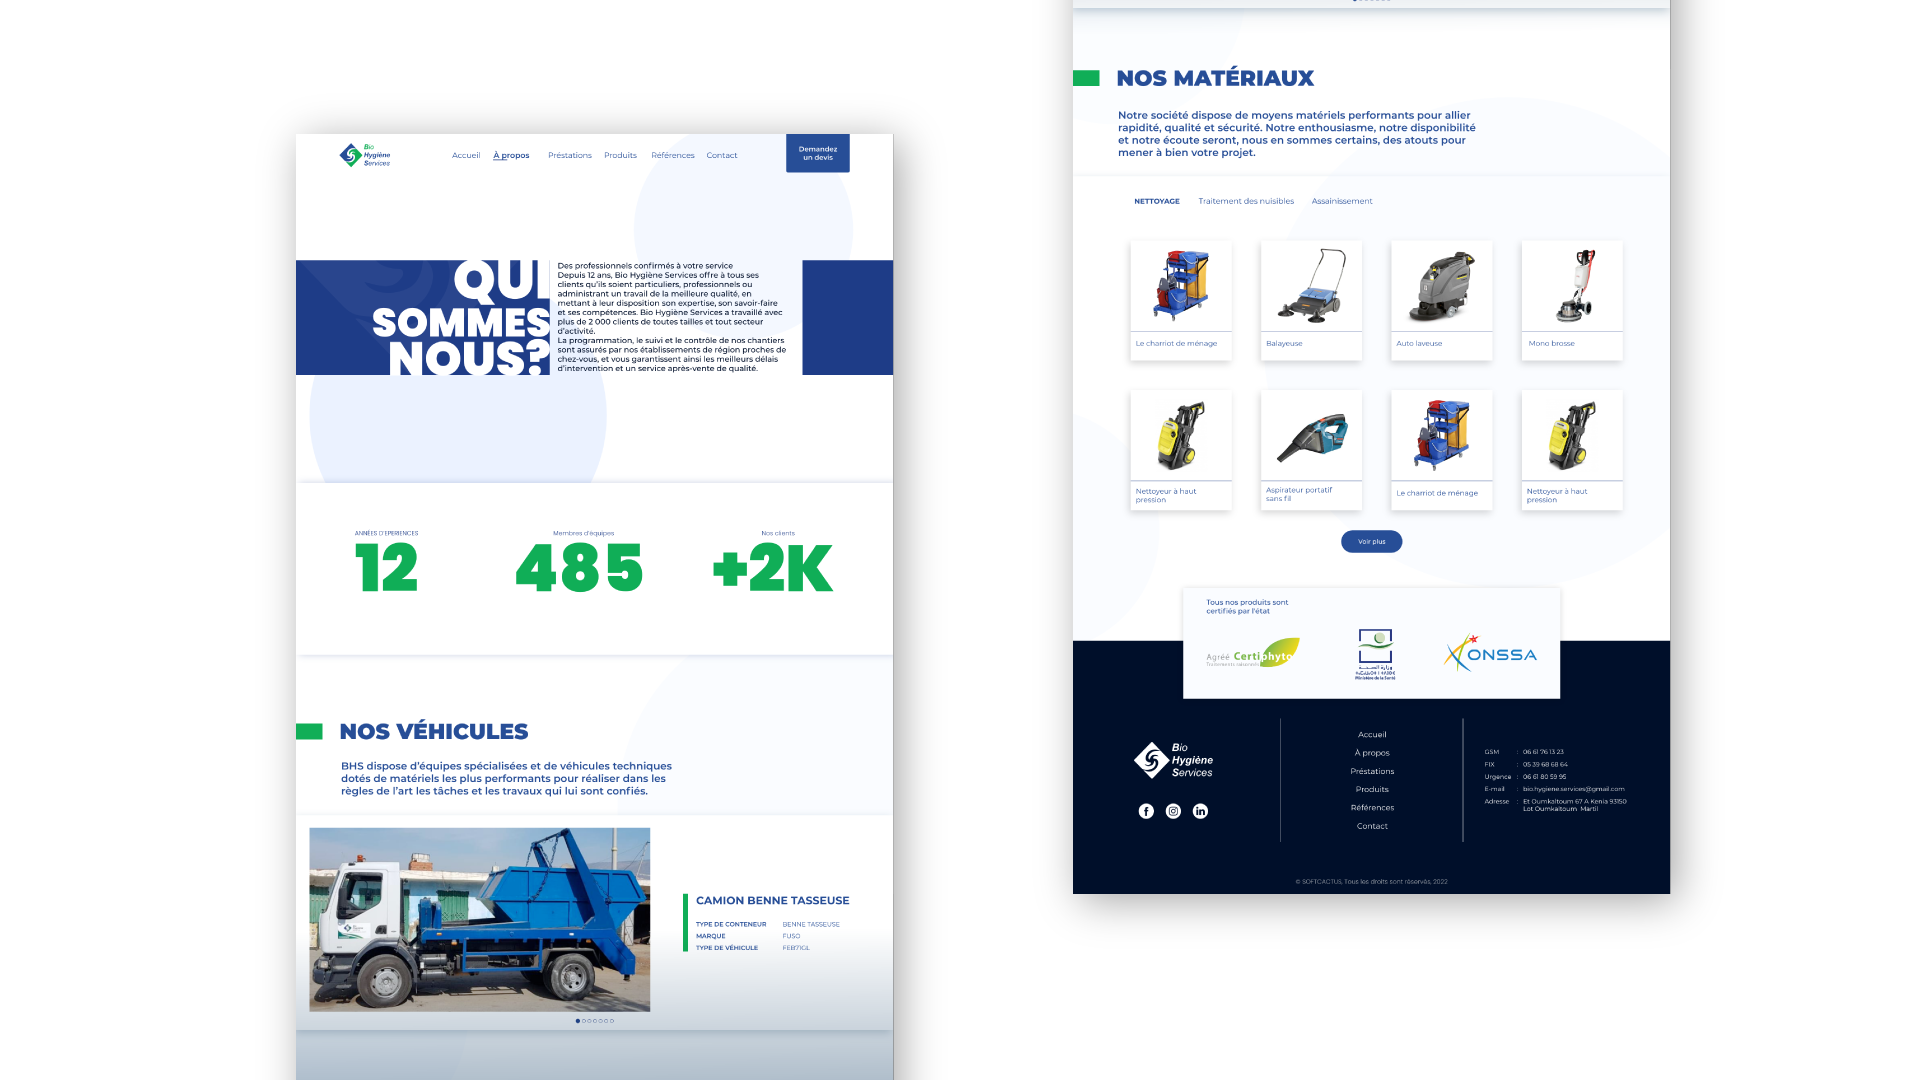 Bio
Hygiène
Services
Accueil
À propos
Préstations
Produits
Références
Contact
Demandez
un devis
QUI
SOMMES
NOUS?
Des professionnels confirmés à votre service
Depuis 12 ans, Bio Hygiène Services offre à tous ses
clients qu'ils soient particuliers, professionnels ou
administrant un travail de la meilleure qualité, en
mettant à leur disposition son expertise, son savoir-faire
et ses compétences. Bio Hygiène Services a travaillé avec
plus de 2 000 clients de toutes tailles et tout secteur
d'activité.
La programmation, le suivi et le contrôle de nos chantiers
sont assurés par nos établissements de région proches de
chez-vous, et vous garantissent ainsi les meilleurs délais
d'intervention et un service après-vente de qualité.
ANNÉES D'EPERIENCES
12
Membres d'équipes
485
Nos clients
+2K
NOS VÉHICULES
BHS dispose d'équipes spécialisées et de véhicules techniques
dotés de matériels les plus performants pour réaliser dans les
règles de l'art les tâches et les travaux qui lui sont confiés.
CAMION BENNE TASSEUSE
TYPE DE CONTENEUR BENNE TASSEUSE
MARQUE FUSO
TYPE DE VÉHICULE FEB71GL
NOS MATÉRIAUX
Notre société dispose de moyens matériels performants pour allier
rapidité, qualité et sécurité. Notre enthousiasme, notre disponibilité
et notre écoute seront, nous en sommes certains, des atouts pour
mener à bien votre projet.
NETTOYAGE Traitement des nuisibles Assainissement
Le charriot de ménage
Balayeuse
Auto laveuse
Mono brosse
Nettoyeur à haut
pression
Aspirateur portatif
sans fil
Le charriot de ménage
Nettoyeur à haut
pression
Voir plus
Tous nos produits sont
certifiés par l'état
Agréé Certiphyto
Traitements raisonnés
وزارة الصحة
Ministère de la Santé
ONSSA
Bio
Hygiène
Services
Accueil
À propos
Préstations
Produits
Références
Contact
GSM : 06 61 76 13 23
FIX : 05 39 68 68 64
Urgence : 06 61 80 59 95
E-mail : bio.hygiene.services@gmail.com
Adresse : Et Oumkaltoum 67 A Kenia 93150
Lot Oumkaltoum Martil
© SOFTCACTUS, Tous les droits sont réservés, 2022